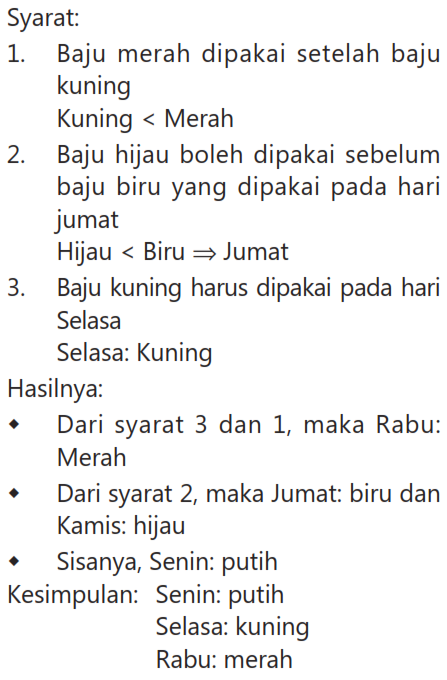 Syarat:
1. Baju merah dipakai setelah baju
kuning
Kuning < Merah
2. Baju hijau boleh dipakai sebelum
baju biru yang dipakai pada hari
jumat
Hijau < Biru ⇒ Jumat
3. Baju kuning harus dipakai pada hari
Selasa
Selasa: Kuning
Hasilnya:
◆ Dari syarat 3 dan 1, maka Rabu:
Merah
◆ Dari syarat 2, maka Jumat: biru dan
Kamis: hijau
◆ Sisanya, Senin: putih
Kesimpulan: Senin: putih
Selasa: kuning
Rabu: merah